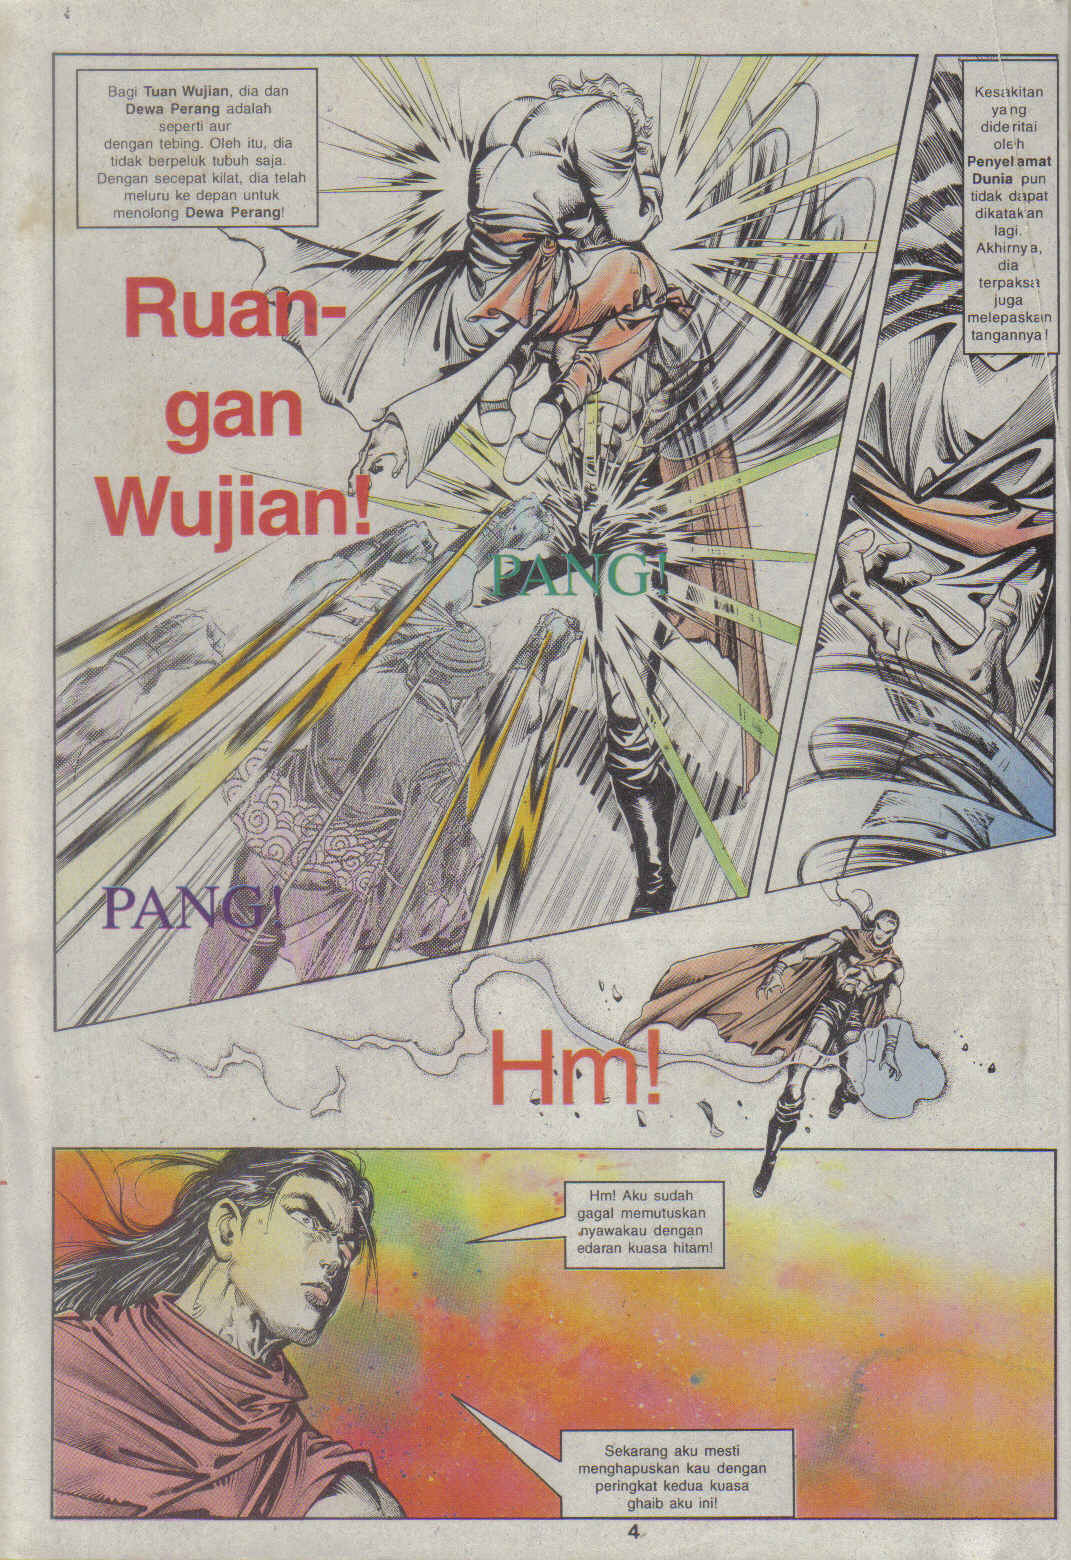 Bagi Tuan Wujian, dia dan
Dewa Perang adalah
seperti aur
dengan tebing. Oleh itu, dia
tidak berpeluk tubuh saja.
Dengan secepat kilat, dia telah
meluru ke depan untuk
menolong Dewa Perang!
Kesakitan
yang
dideritai
oleh
Penyelamat
Dunia pun
tidak dapat
dikatakan
lagi.
Akhirnya,
dia
terpaksa
juga
melepaskan
tangannya!
Ruan-
gan
Wujian!
PANG!
PANG!
Hm!
Hm! Aku sudah
gagal memutuskan
nyawakau dengan
edaran kuasa hitam!
Sekarang aku mesti
menghapuskan kau dengan
peringkat kedua kuasa
ghaib aku ini!
4